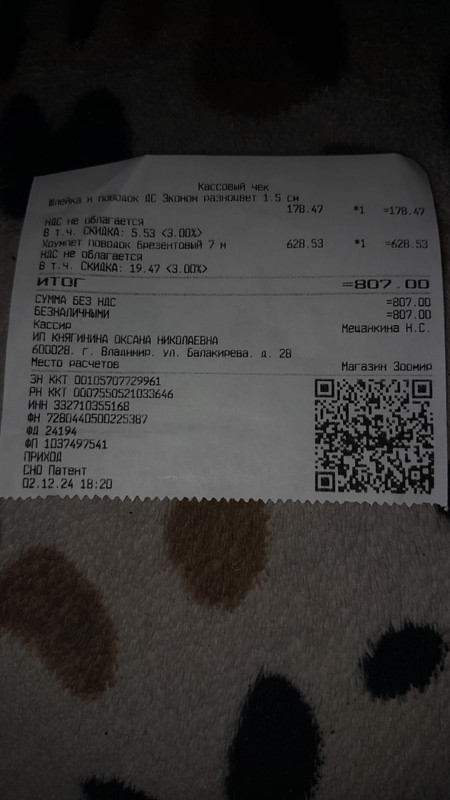 Кассовый чек
Шлейка и поводок ДС Эконом разноцвет 1.5 см
178.47 *1 =178.47
НДС не облагается
В т.ч. СКИДКА: 5.53 <3.00%>
Хоумпет поводок брезентовый 7 м 628.53 *1 =628.53
НДС не облагается
В т.ч. СКИДКА: 19.47 <3.00%>
ИТОГ =807.00
СУММА БЕЗ НДС =807.00
БЕЗНАЛИЧНЫМИ =807.00
Кассир Мещанкина Н.С.
ИП КНЯГИНИНА ОКСАНА НИКОЛАЕВНА
600028, г. Владимир, ул. Балакирева, д. 28
Место расчетов Магазин Зоомир
ЗН ККТ 00105707729961
РН ККТ 0007550521033646
ИНН 332710355168
ФН 7280440500225387
ФД 24194
ФП 1037497541
ПРИХОД
СНО Патент
02.12.24 18:20